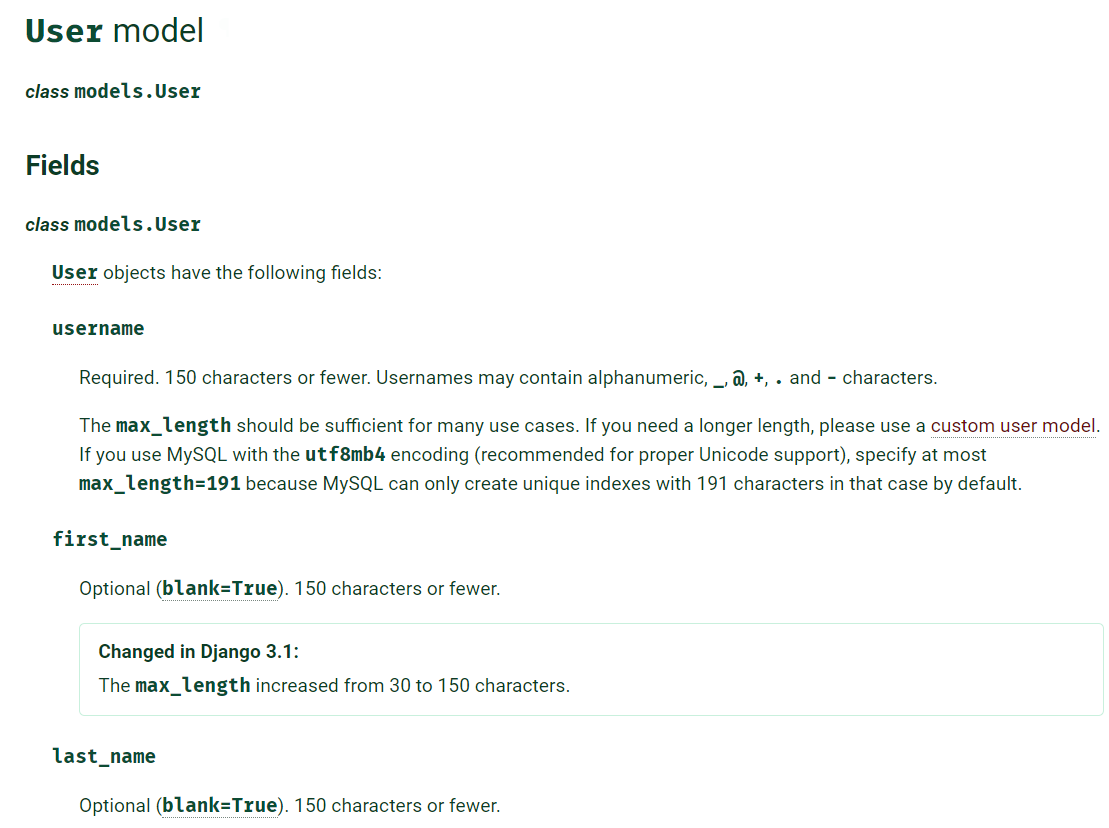 User model
class models.User
Fields
class models.User
User objects have the following fields:
username
Required. 150 characters or fewer. Usernames may contain alphanumeric, _, @, +, . and - characters.
The max_length should be sufficient for many use cases. If you need a longer length, please use a custom user model.
If you use MySQL with the utf8mb4 encoding (recommended for proper Unicode support), specify at most
max_length=191 because MySQL can only create unique indexes with 191 characters in that case by default.
first_name
Optional (blank=True). 150 characters or fewer.
Changed in Django 3.1:
The max_length increased from 30 to 150 characters.
last_name
Optional (blank=True). 150 characters or fewer.